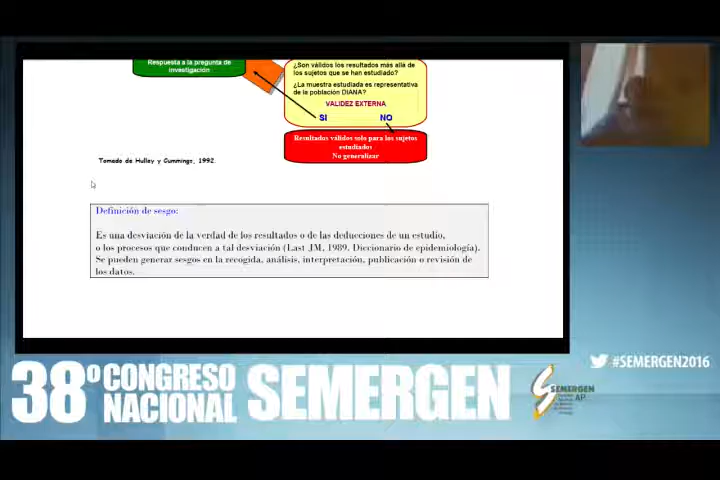 Respuesta a la pregunta de
investigación
¿Son válidos los resultados más allá de
los sujetos que se han estudiado?
¿La muestra estudiada es representativa
de la población DIANA?
VALIDEZ EXTERNA
SI NO
Resultados válidos solo para los sujetos
estudiados
No generalizar
Tomado de Hulley y Cummings, 1992.
Definición de sesgo:
Es una desviación de la verdad de los resultados o de las deducciones de un estudio,
o los procesos que conducen a tal desviación (Last JM, 1989. Diccionario de epidemiología).
Se pueden generar sesgos en la recogida, análisis, interpretación, publicación o revisión de
los datos.
#SEMERGEN2016
38º CONGRESO
NACIONAL SEMERGEN
SEMERGEN
AP